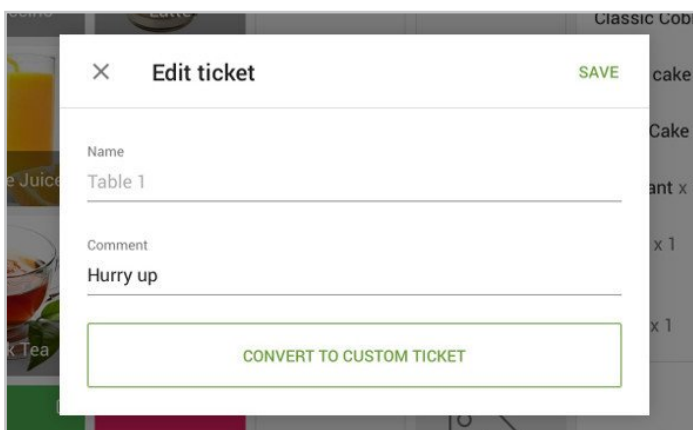 Latte
Classic Cob
Edit ticket
SAVE
cake
Name
Cake
Table 1
e Juice
ant x
Comment
x 1
Hurry up
x 1
k Tea
CONVERT TO CUSTOM TICKET